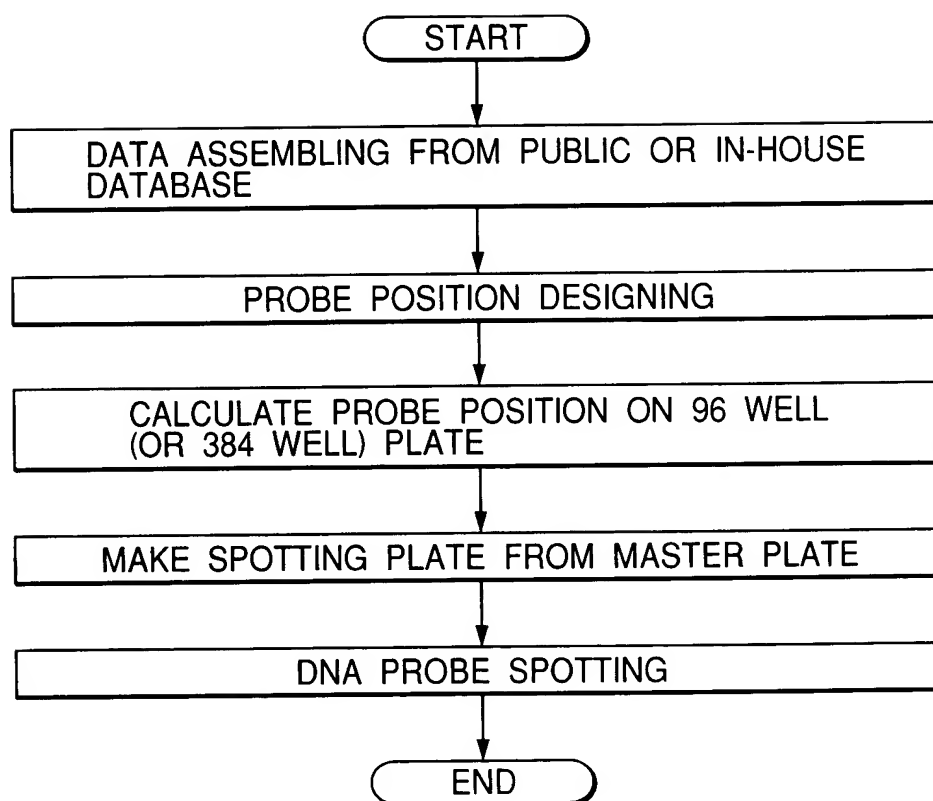 START
DATA ASSEMBLING FROM PUBLIC OR IN-HOUSE
DATABASE
PROBE POSITION DESIGNING
CALCULATE PROBE POSITION ON 96 WELL
(OR 384 WELL) PLATE
MAKE SPOTTING PLATE FROM MASTER PLATE
DNA PROBE SPOTTING
END